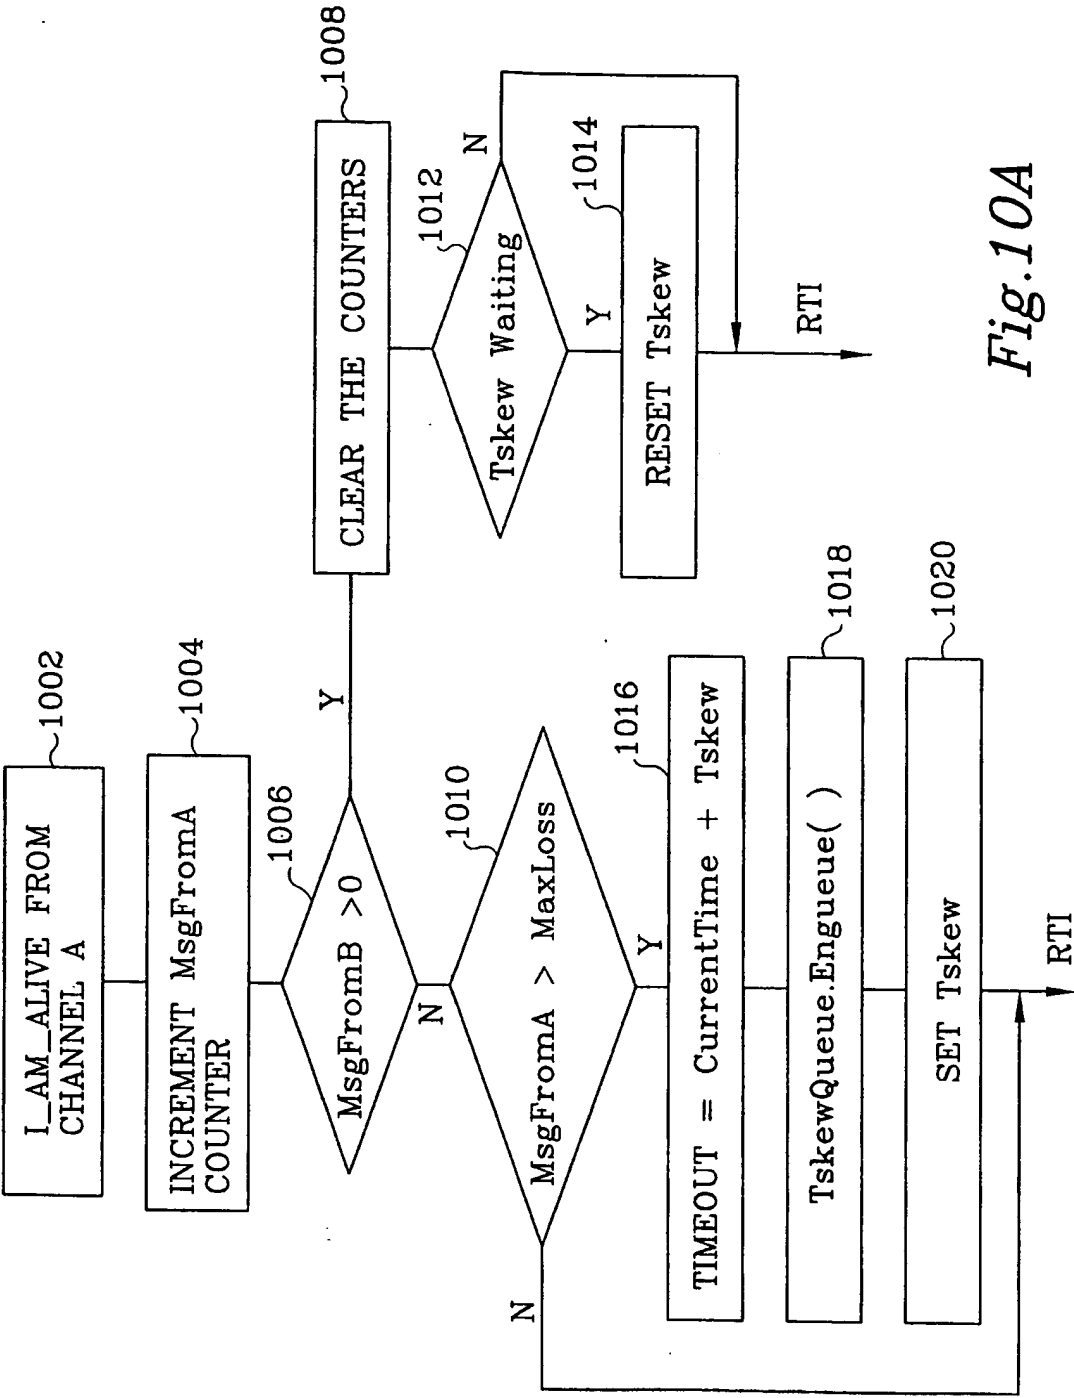 I_AM_ALIVE FROM
CHANNEL A
1002
INCREMENT MsgFromA
COUNTER
1004
MsgFromB >0
1006
Y
N
CLEAR THE COUNTERS
1008
Tskew Waiting
1012
N
Y
RESET Tskew
1014
RTI
MsgFromA > MaxLoss
1010
N
Y
TIMEOUT = CurrentTime + Tskew
1016
TskewQueue.Engueue( )
1018
SET Tskew
1020
RTI
Fig.10A